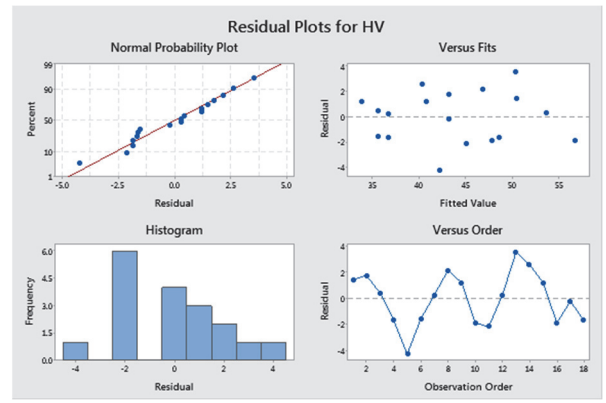 Residual Plots for HV
Normal Probability Plot
99
90
50
10
1
Percent
-5.0 -2.5 0.0 2.5 5.0
Residual
Versus Fits
4
2
0
-2
-4
Residual
35 40 45 50 55
Fitted Value
Histogram
6.0
4.5
3.0
1.5
0.0
Frequency
-4 -2 0 2 4
Residual
Versus Order
4
2
0
-2
-4
Residual
2 4 6 8 10 12 14 16 18
Observation Order